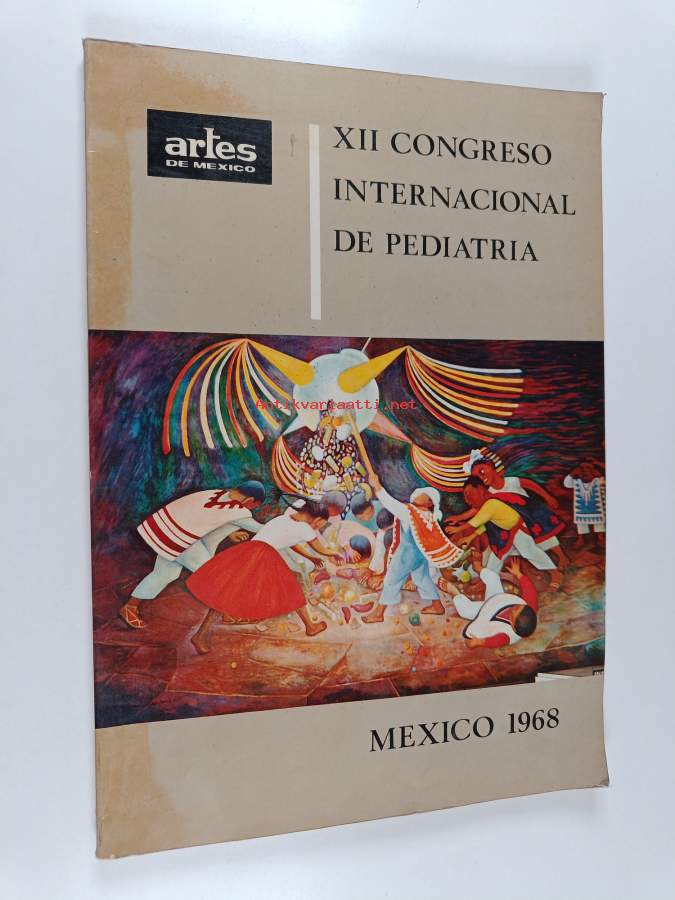 artes
DE MEXICO
XII CONGRESO
INTERNACIONAL
DE PEDIATRIA
Antikvariaatti.net
MEXICO 1968